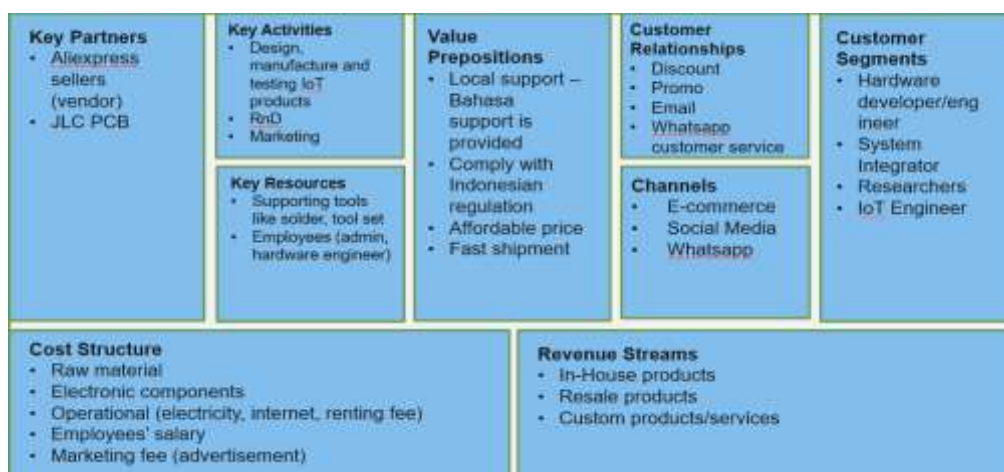 Key Partners
• Aliexpress
sellers
(vendor)
• JLC PCB
Key Activities
• Design,
manufacture and
testing IoT
products
• RnD
• Marketing
Key Resources
• Supporting tools
like solder, tool set
• Employees (admin,
hardware engineer)
Value
Prepositions
• Local support –
Bahasa
support is
provided
• Comply with
Indonesian
regulation
• Affordable price
• Fast shipment
Customer
Relationships
• Discount
• Promo
• Email
• Whatsapp
customer service
Channels
• E-commerce
• Social Media
• Whatsapp
Customer
Segments
• Hardware
developer/eng
ineer
• System
Integrator
• Researchers
• IoT Engineer
Cost Structure
• Raw material
• Electronic components
• Operational (electricity, internet, renting fee)
• Employees' salary
• Marketing fee (advertisement)
Revenue Streams
• In-House products
• Resale products
• Custom products/services